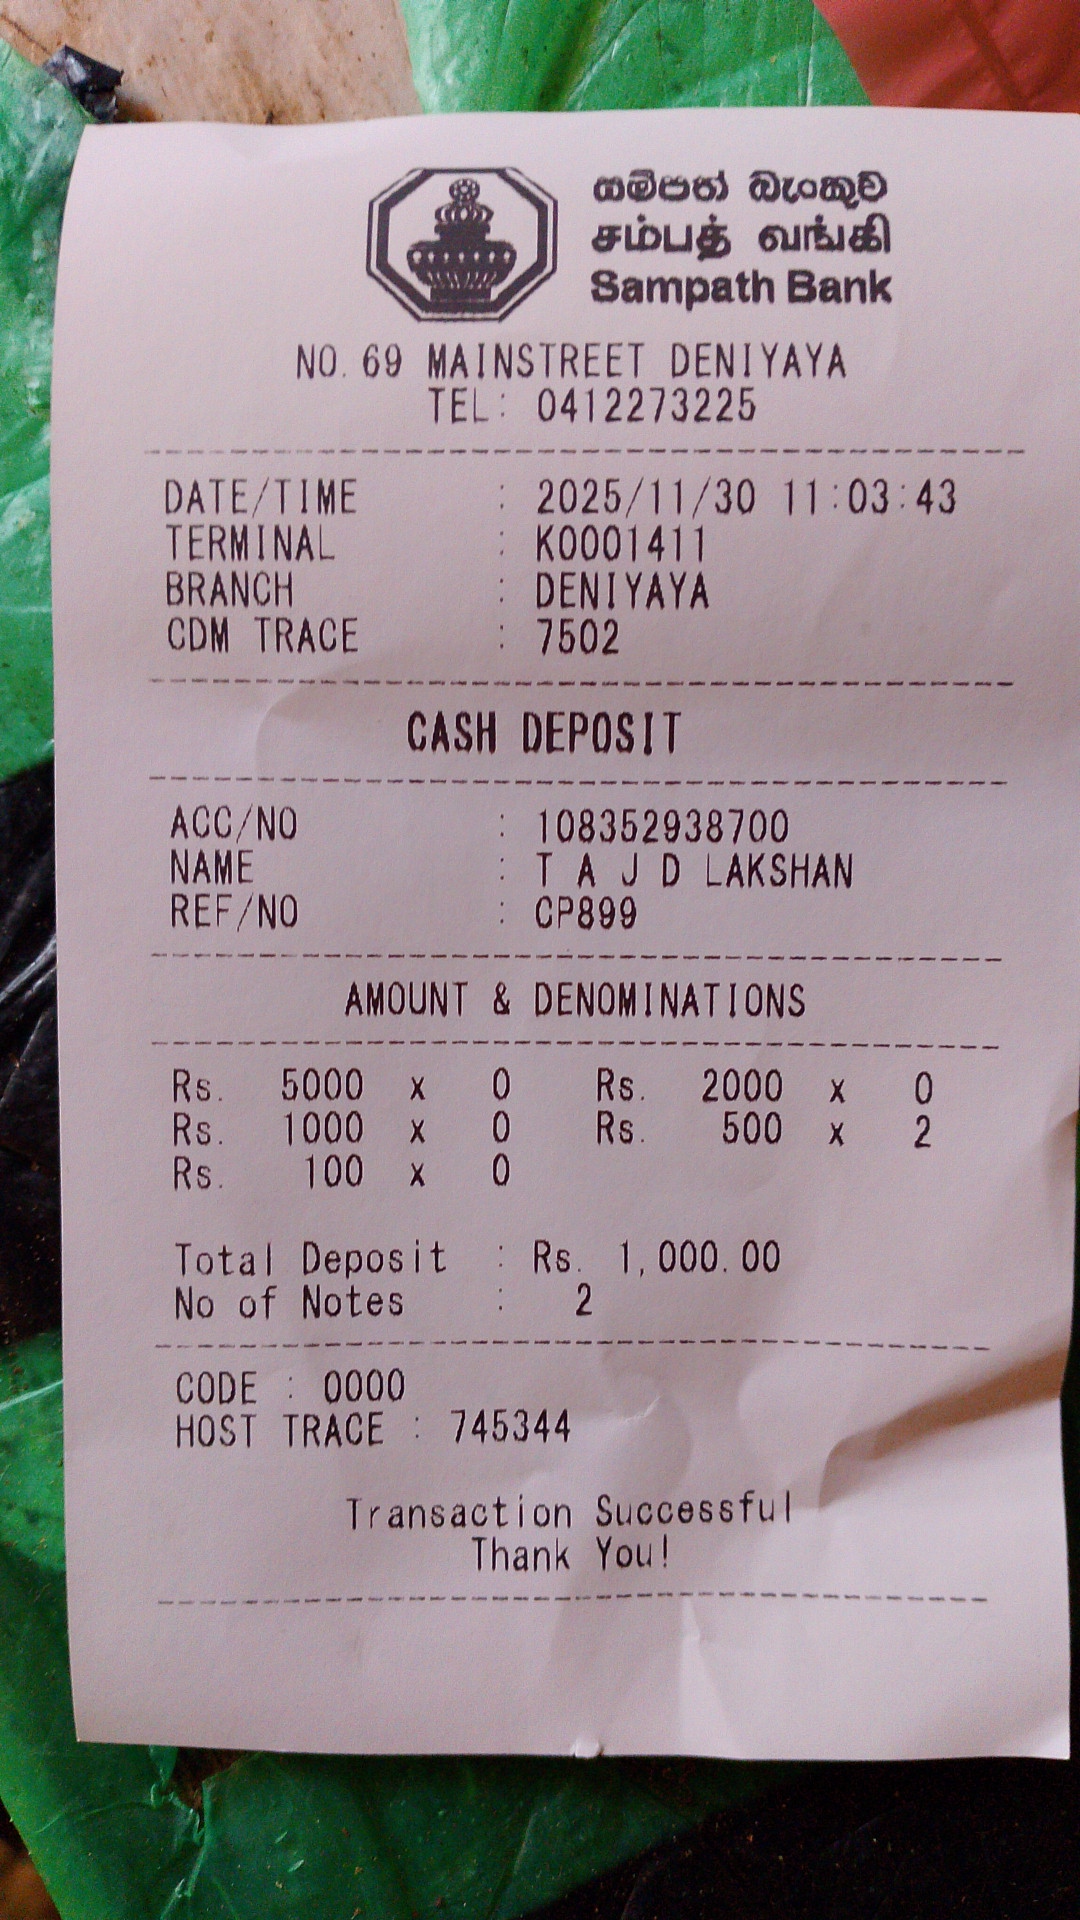 සම්පත් බැංකුව
சம்பத் வங்கி
Sampath Bank
NO. 69 MAINSTREET DENIYAYA
TEL: 0412273225
DATE/TIME : 2025/11/30 11:03:43
TERMINAL : K0001411
BRANCH : DENIYAYA
CDM TRACE : 7502
CASH DEPOSIT
ACC/NO : 108352938700
NAME : T A J D LAKSHAN
REF/NO : CP899
AMOUNT & DENOMINATIONS
Rs. 5000 x 0 Rs. 2000 x 0
Rs. 1000 x 0 Rs. 500 x 2
Rs. 100 x 0
Total Deposit : Rs. 1,000.00
No of Notes : 2
CODE : 0000
HOST TRACE : 745344
Transaction Successful
Thank You!